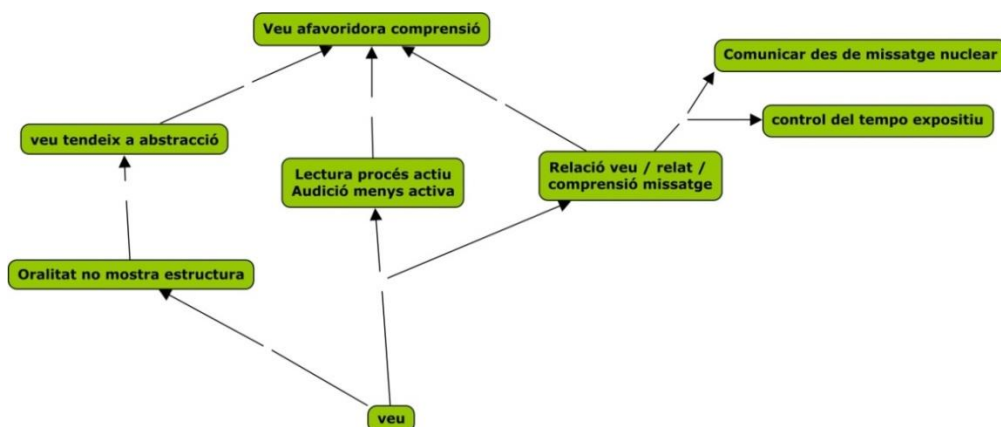 Veu afavoridora comprensió
Comunicar des de missatge nuclear
control del tempo expositiu
veu tendeix a abstracció
Lectura procés actiu
Audició menys activa
Relació veu / relat /
comprensió missatge
Oralitat no mostra estructura
veu